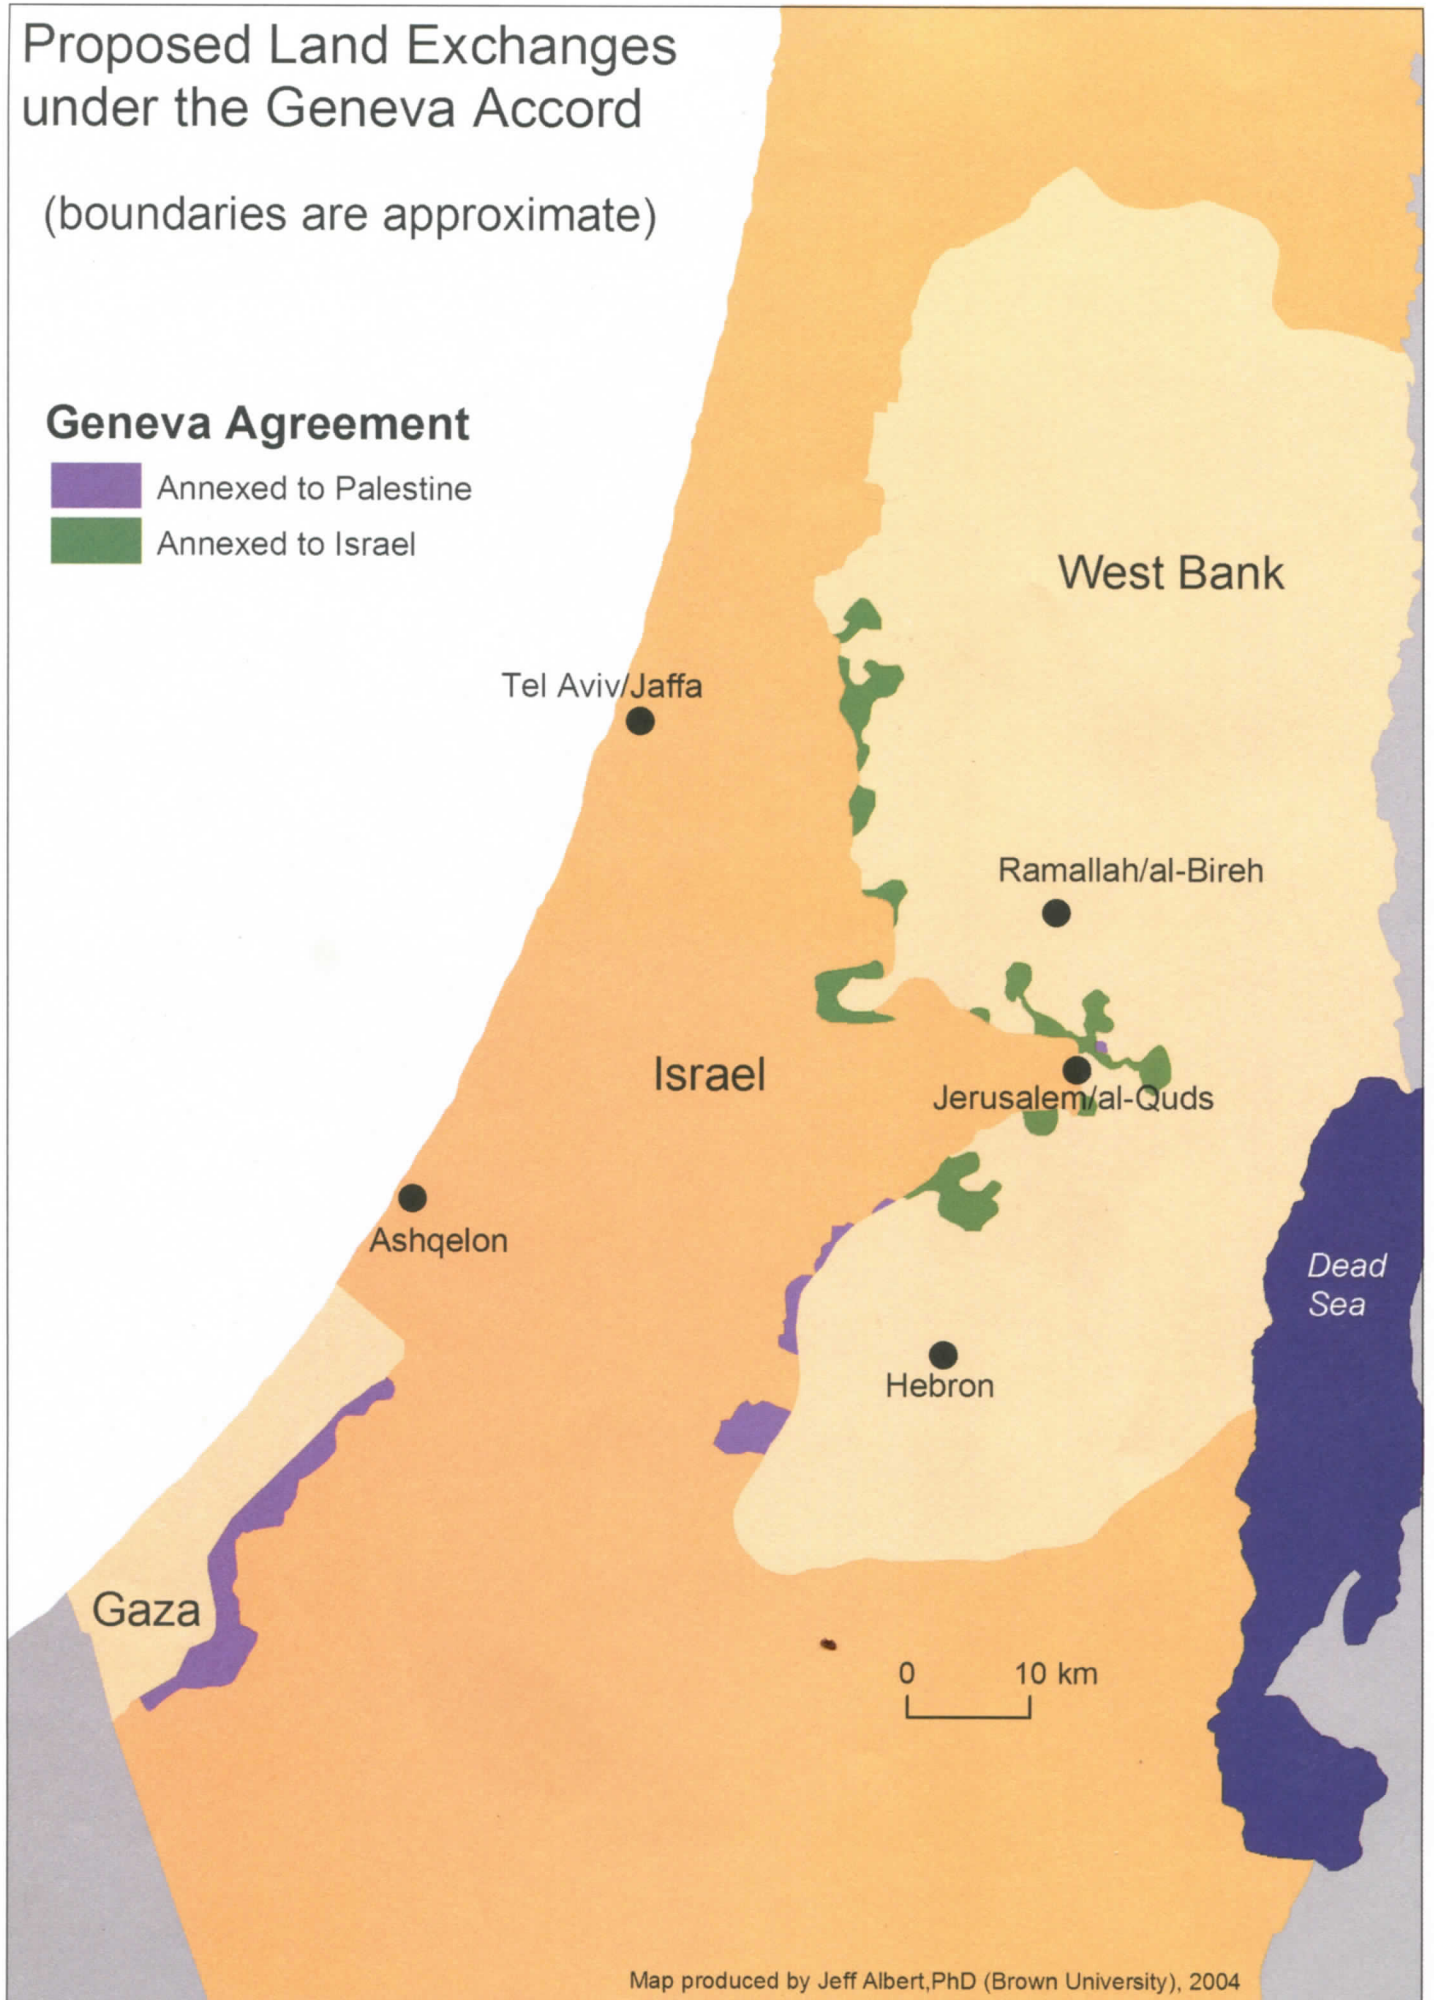 Proposed Land Exchanges
under the Geneva Accord
(boundaries are approximate)
Geneva Agreement
Annexed to Palestine
Annexed to Israel
West Bank
Tel Aviv/Jaffa
Ramallah/al-Bireh
Israel
Jerusalem/al-Quds
Ashqelon
Dead
Sea
Hebron
Gaza
0 10 km
Map produced by Jeff Albert,PhD (Brown University), 2004